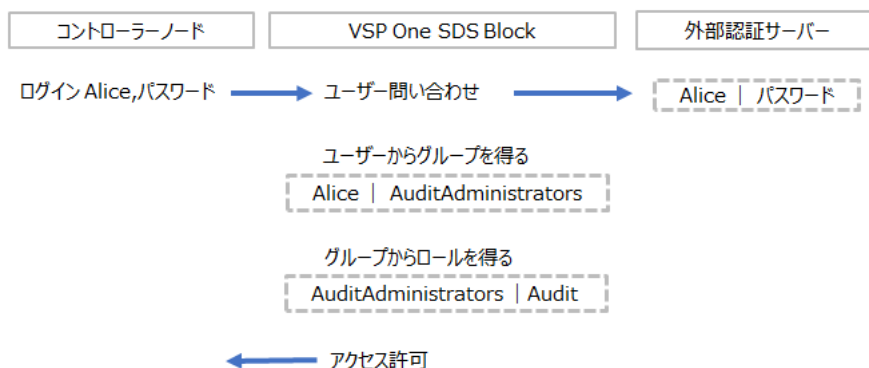 コントローラーノード
VSP One SDS Block
外部認証サーバー
ログイン Alice,パスワード
ユーザー問い合わせ
Alice | パスワード
ユーザーからグループを得る
Alice | AuditAdministrators
グループからロールを得る
AuditAdministrators | Audit
アクセス許可